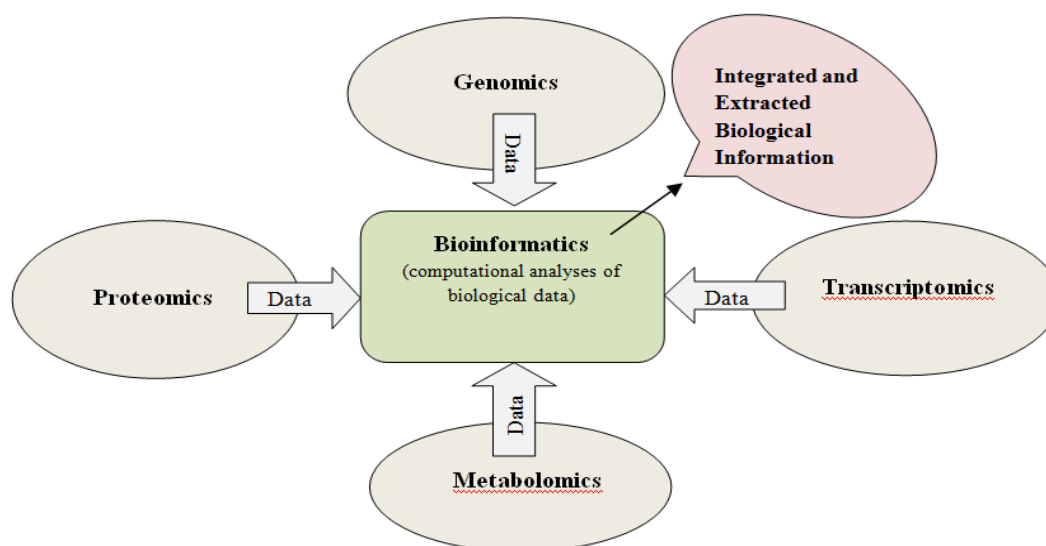 Genomics
Data
Integrated and
Extracted
Biological
Information
Bioinformatics
(computational analyses of
biological data)
Proteomics
Data
Data
Transcriptomics
Data
Metabolomics